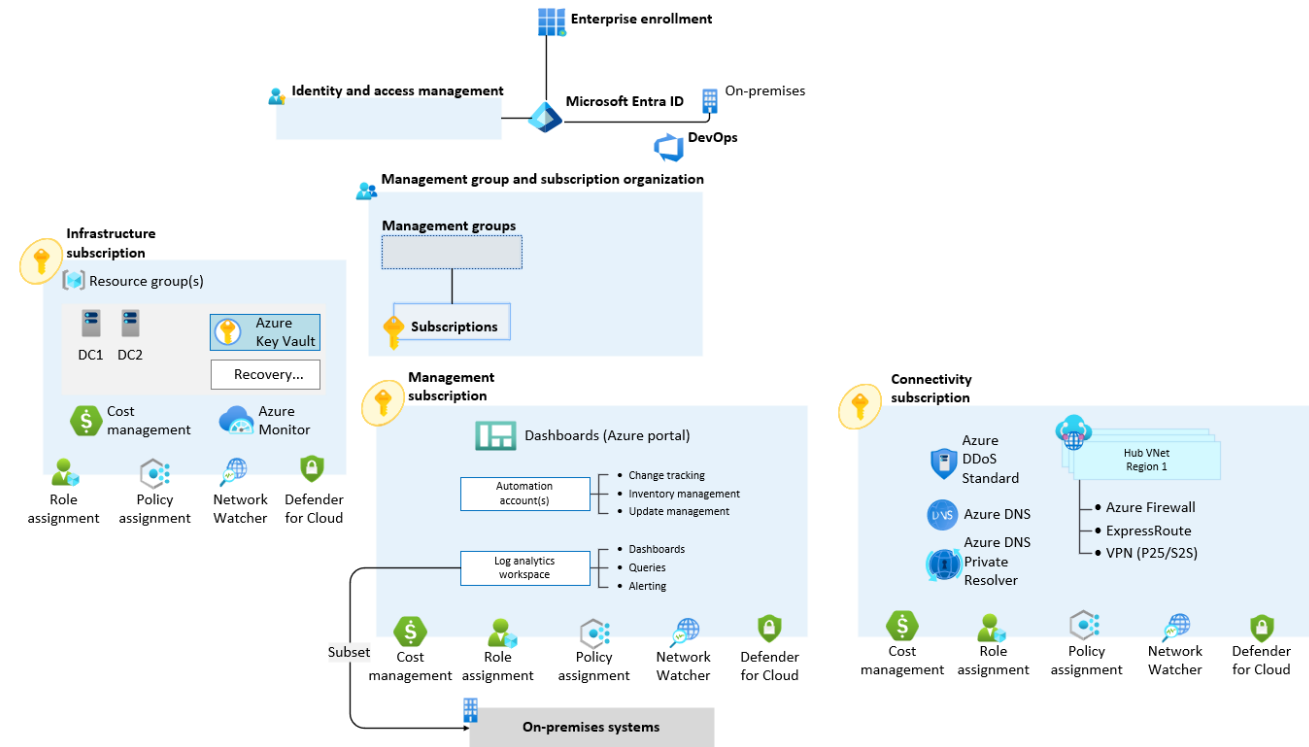 Enterprise enrollment
Identity and access management
Microsoft Entra ID
On-premises
DevOps
Management group and subscription organization
Management groups
Subscriptions
Infrastructure
subscription
Resource group(s)
DC1
DC2
Azure
Key Vault
Recovery...
Cost
management
Azure
Monitor
Role
assignment
Policy
assignment
Network
Watcher
Defender
for Cloud
Management
subscription
Dashboards (Azure portal)
Automation
account(s)
• Change tracking
• Inventory management
• Update management
Log analytics
workspace
• Dashboards
• Queries
• Alerting
Subset
Cost
management
Role
assignment
Policy
assignment
Network
Watcher
Defender
for Cloud
On-premises systems
Connectivity
subscription
Azure
DDoS
Standard
DNS
Azure DNS
Azure DNS
Private
Resolver
Hub VNet
Region 1
• Azure Firewall
• ExpressRoute
• VPN (P25/S2S)
Cost
management
Role
assignment
Policy
assignment
Network
Watcher
Defender
for Cloud